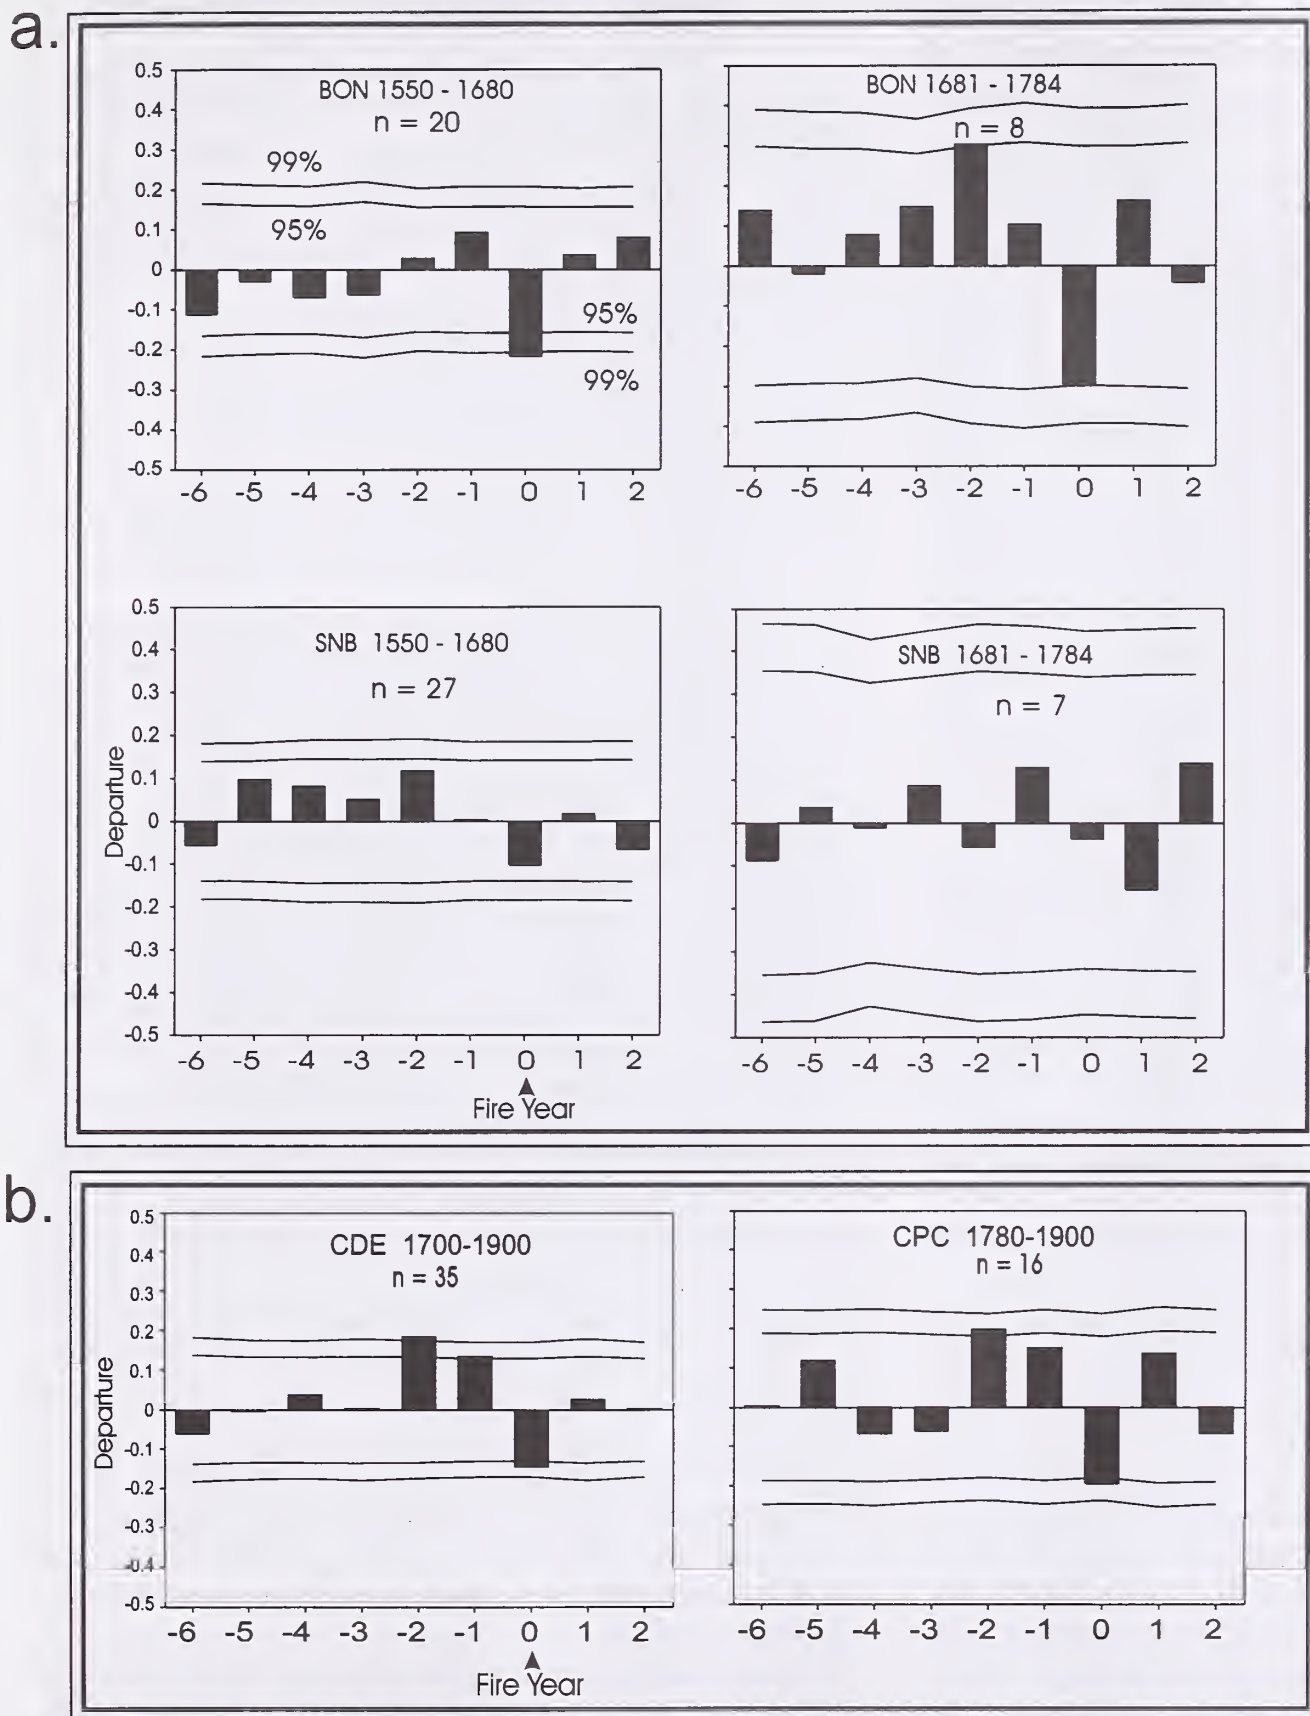 a.
BON 1550 - 1680
n = 20
99%
95%
95%
99%
0.5
0.4
0.3
0.2
0.1
0
-0.1
-0.2
-0.3
-0.4
-0.5
-6 -5 -4 -3 -2 -1 0 1 2
BON 1681 - 1784
n = 8
-6 -5 -4 -3 -2 -1 0 1 2
SNB 1550 - 1680
n = 27
Departure
0.5
0.4
0.3
0.2
0.1
0
-0.1
-0.2
-0.3
-0.4
-0.5
-6 -5 -4 -3 -2 -1 0 1 2
Fire Year
SNB 1681 - 1784
n = 7
-6 -5 -4 -3 -2 -1 0 1 2
b.
CDE 1700-1900
n = 35
Departure
0.5
0.4
0.3
0.2
0.1
0
-0.1
-0.2
-0.3
-0.4
-0.5
-6 -5 -4 -3 -2 -1 0 1 2
Fire Year
CPC 1780-1900
n = 16
-6 -5 -4 -3 -2 -1 0 1 2